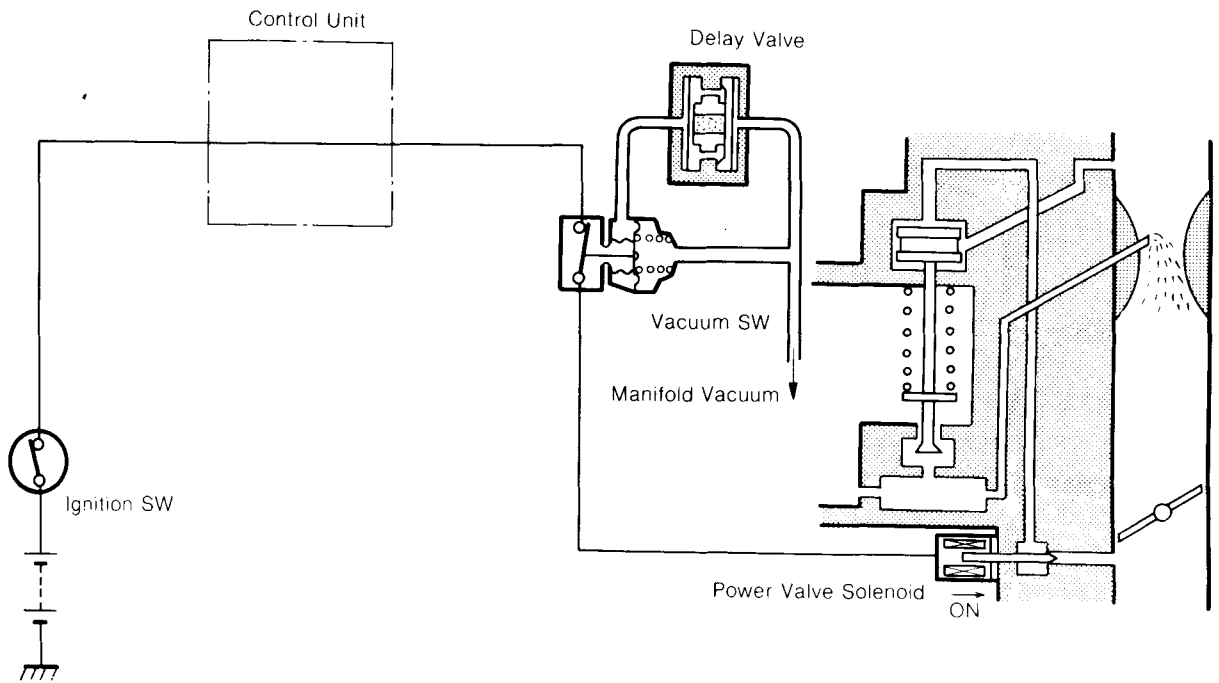 Control Unit
Delay Valve
Vacuum SW
Manifold Vacuum
Ignition SW
Power Valve Solenoid
ON